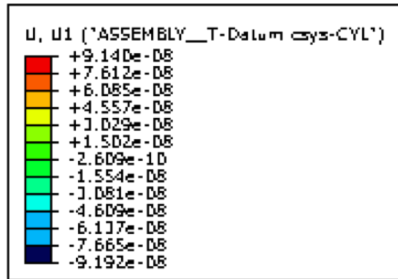 U, U1 ("ASSEMBLY__T-Datum csys-CYL")
+9.140e-08
+7.612e-08
+6.085e-08
+4.557e-08
+3.029e-08
+1.502e-08
-2.609e-10
-1.554e-08
-3.081e-08
-4.609e-08
-6.137e-08
-7.665e-08
-9.192e-08